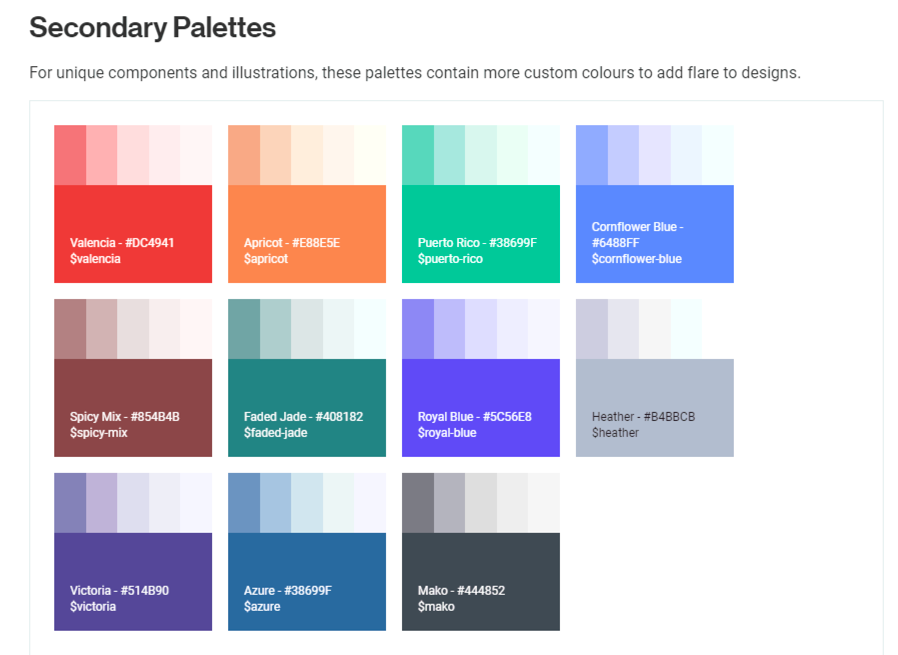 Secondary Palettes
For unique components and illustrations, these palettes contain more custom colours to add flare to designs.
Valencia - #DC4941
$valencia
Apricot - #E88E5E
$apricot
Puerto Rico - #38699F
$puerto-rico
Cornflower Blue -
#6488FF
$cornflower-blue
Spicy Mix - #854B4B
$spicy-mix
Faded Jade - #408182
$faded-jade
Royal Blue - #5C56E8
$royal-blue
Heather - #B4BBCB
$heather
Victoria - #514B90
$victoria
Azure - #38699F
$azure
Mako - #444852
$mako